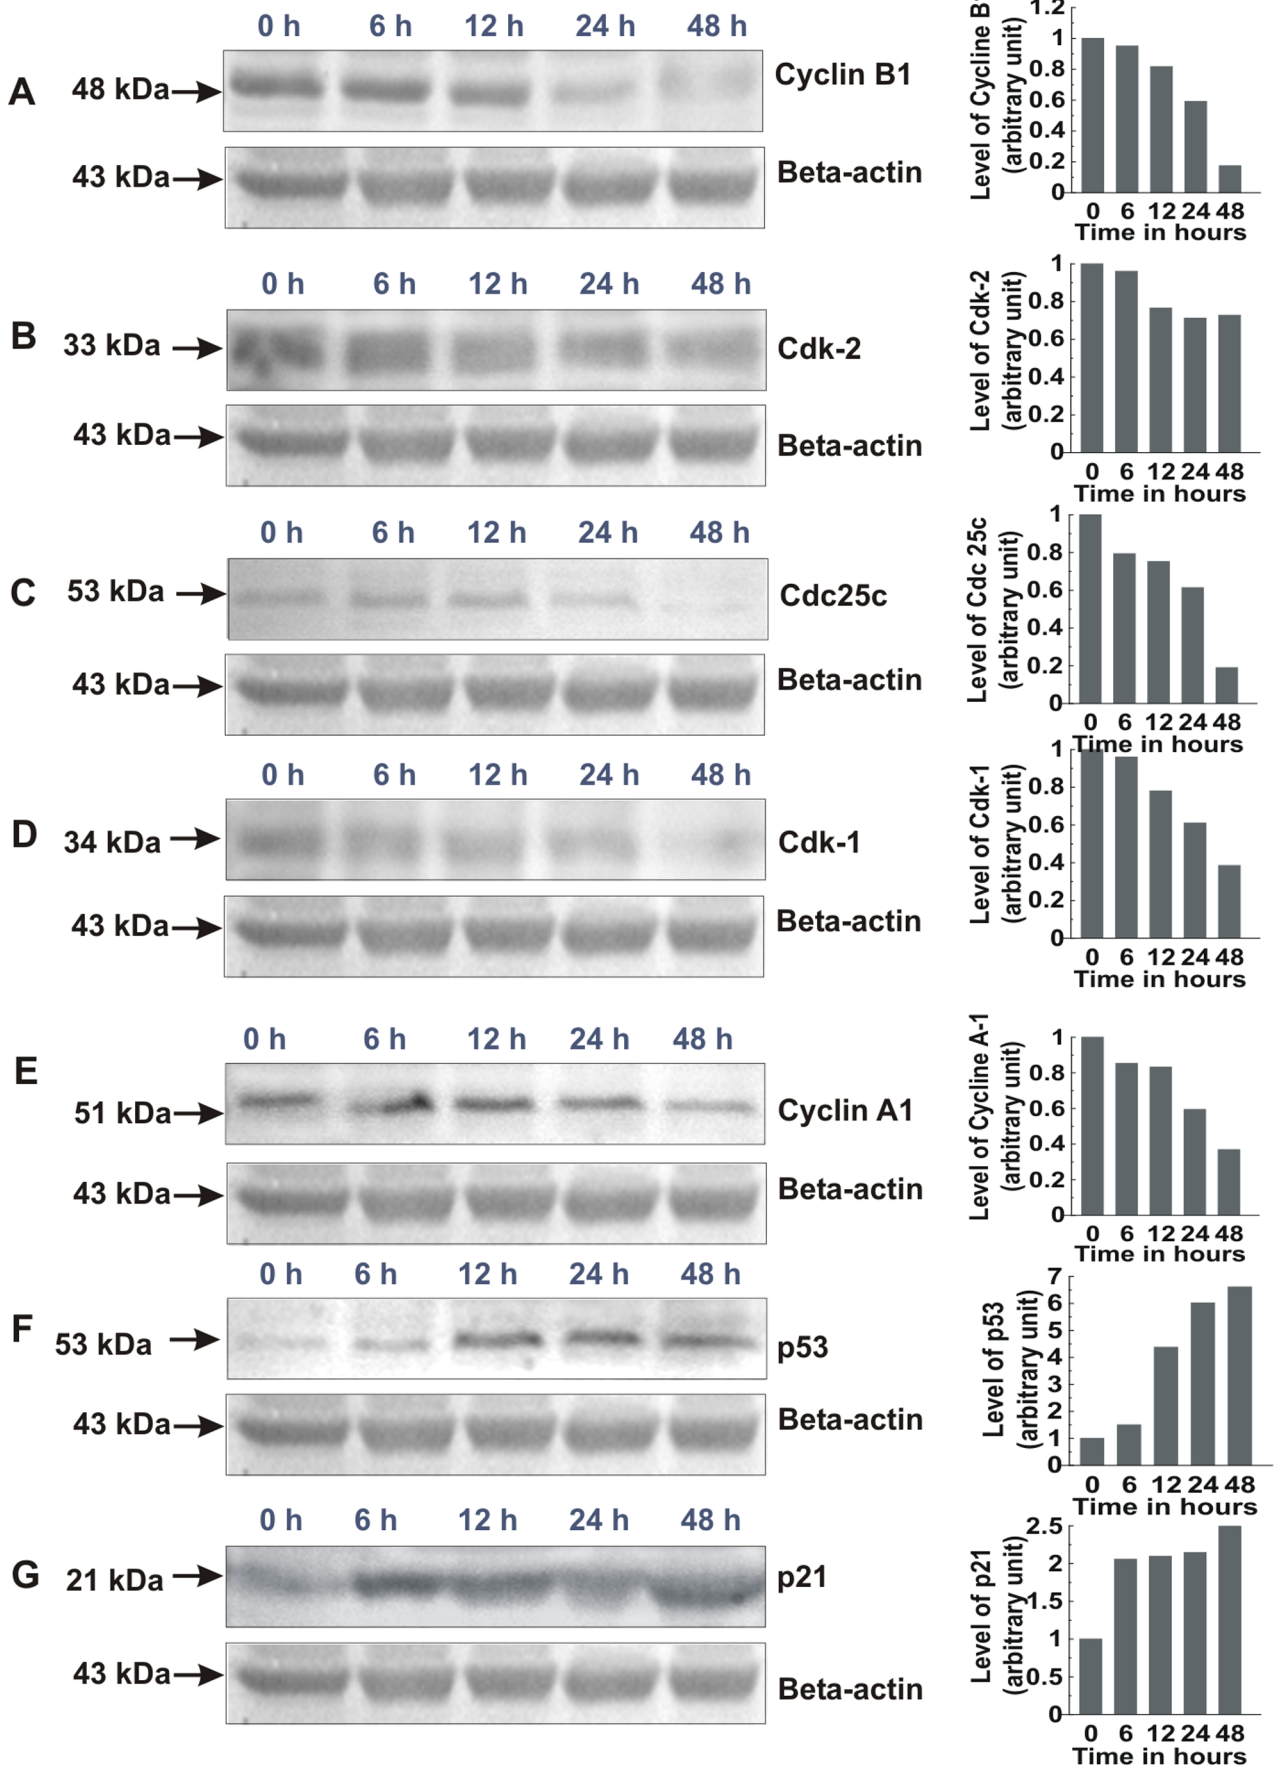 0 h 6 h 12 h 24 h 48 h
A 48 kDa Cyclin B1
43 kDa Beta-actin
Level of Cycline B1
(arbitrary unit)
1.2
1
0.8
0.6
0.4
0.2
0
0 6 12 24 48
Time in hours
0 h 6 h 12 h 24 h 48 h
B 33 kDa Cdk-2
43 kDa Beta-actin
Level of Cdk-2
(arbitrary unit)
1
0.8
0.6
0.4
0.2
0
0 6 12 24 48
Time in hours
0 h 6 h 12 h 24 h 48 h
C 53 kDa Cdc25c
43 kDa Beta-actin
Level of Cdc 25c
(arbitrary unit)
1
0.8
0.6
0.4
0.2
0
0 6 12 24 48
Time in hours
0 h 6 h 12 h 24 h 48 h
D 34 kDa Cdk-1
43 kDa Beta-actin
Level of Cdk-1
(arbitrary unit)
1
0.8
0.6
0.4
0.2
0
0 6 12 24 48
Time in hours
0 h 6 h 12 h 24 h 48 h
E 51 kDa Cyclin A1
43 kDa Beta-actin
Level of Cycline A-1
(arbitrary unit)
1
0.8
0.6
0.4
0.2
0
0 6 12 24 48
Time in hours
0 h 6 h 12 h 24 h 48 h
F 53 kDa p53
43 kDa Beta-actin
Level of p53
(arbitrary unit)
7
6
5
4
3
2
1
0
0 6 12 24 48
Time in hours
0 h 6 h 12 h 24 h 48 h
G 21 kDa p21
43 kDa Beta-actin
Level of p21
(arbitrary unit)
2.5
2
1.5
1
0.5
0
0 6 12 24 48
Time in hours